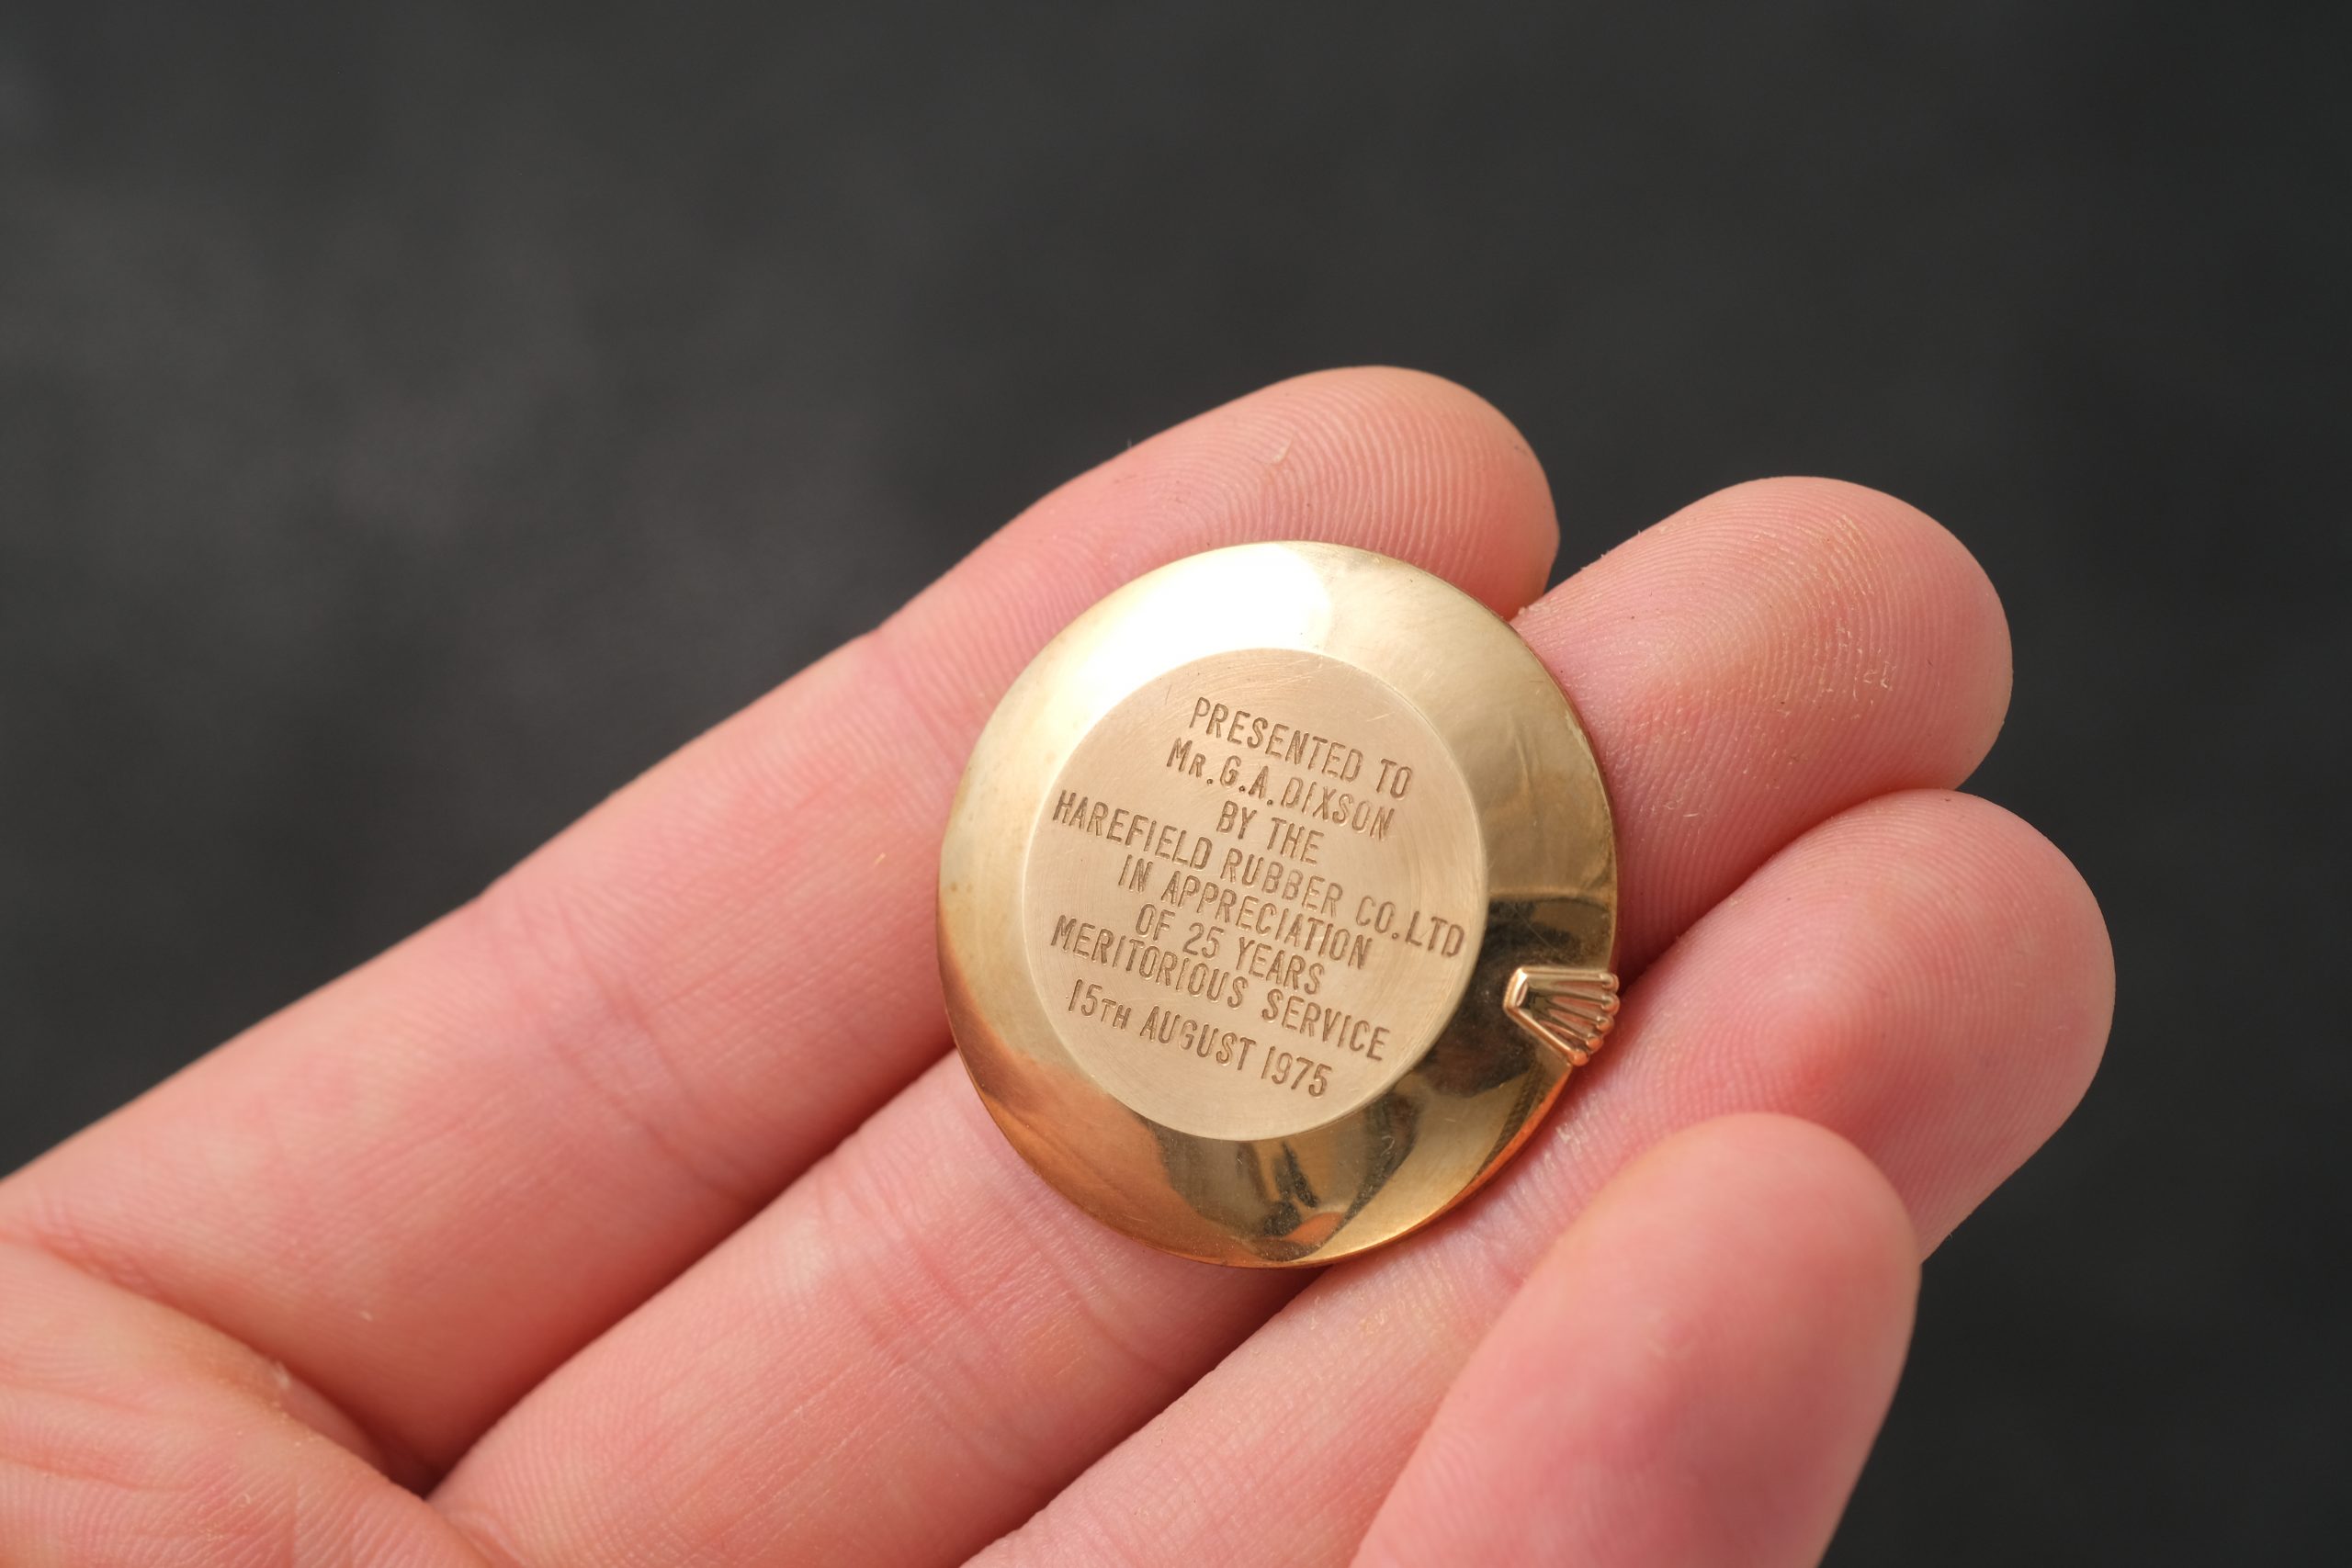 PRESENTED TO
MR. G. A. DIXSON
BY THE
HAREFIELD RUBBER CO. LTD
IN APPRECIATION
OF 25 YEARS
MERITORIOUS SERVICE
15TH AUGUST 1975